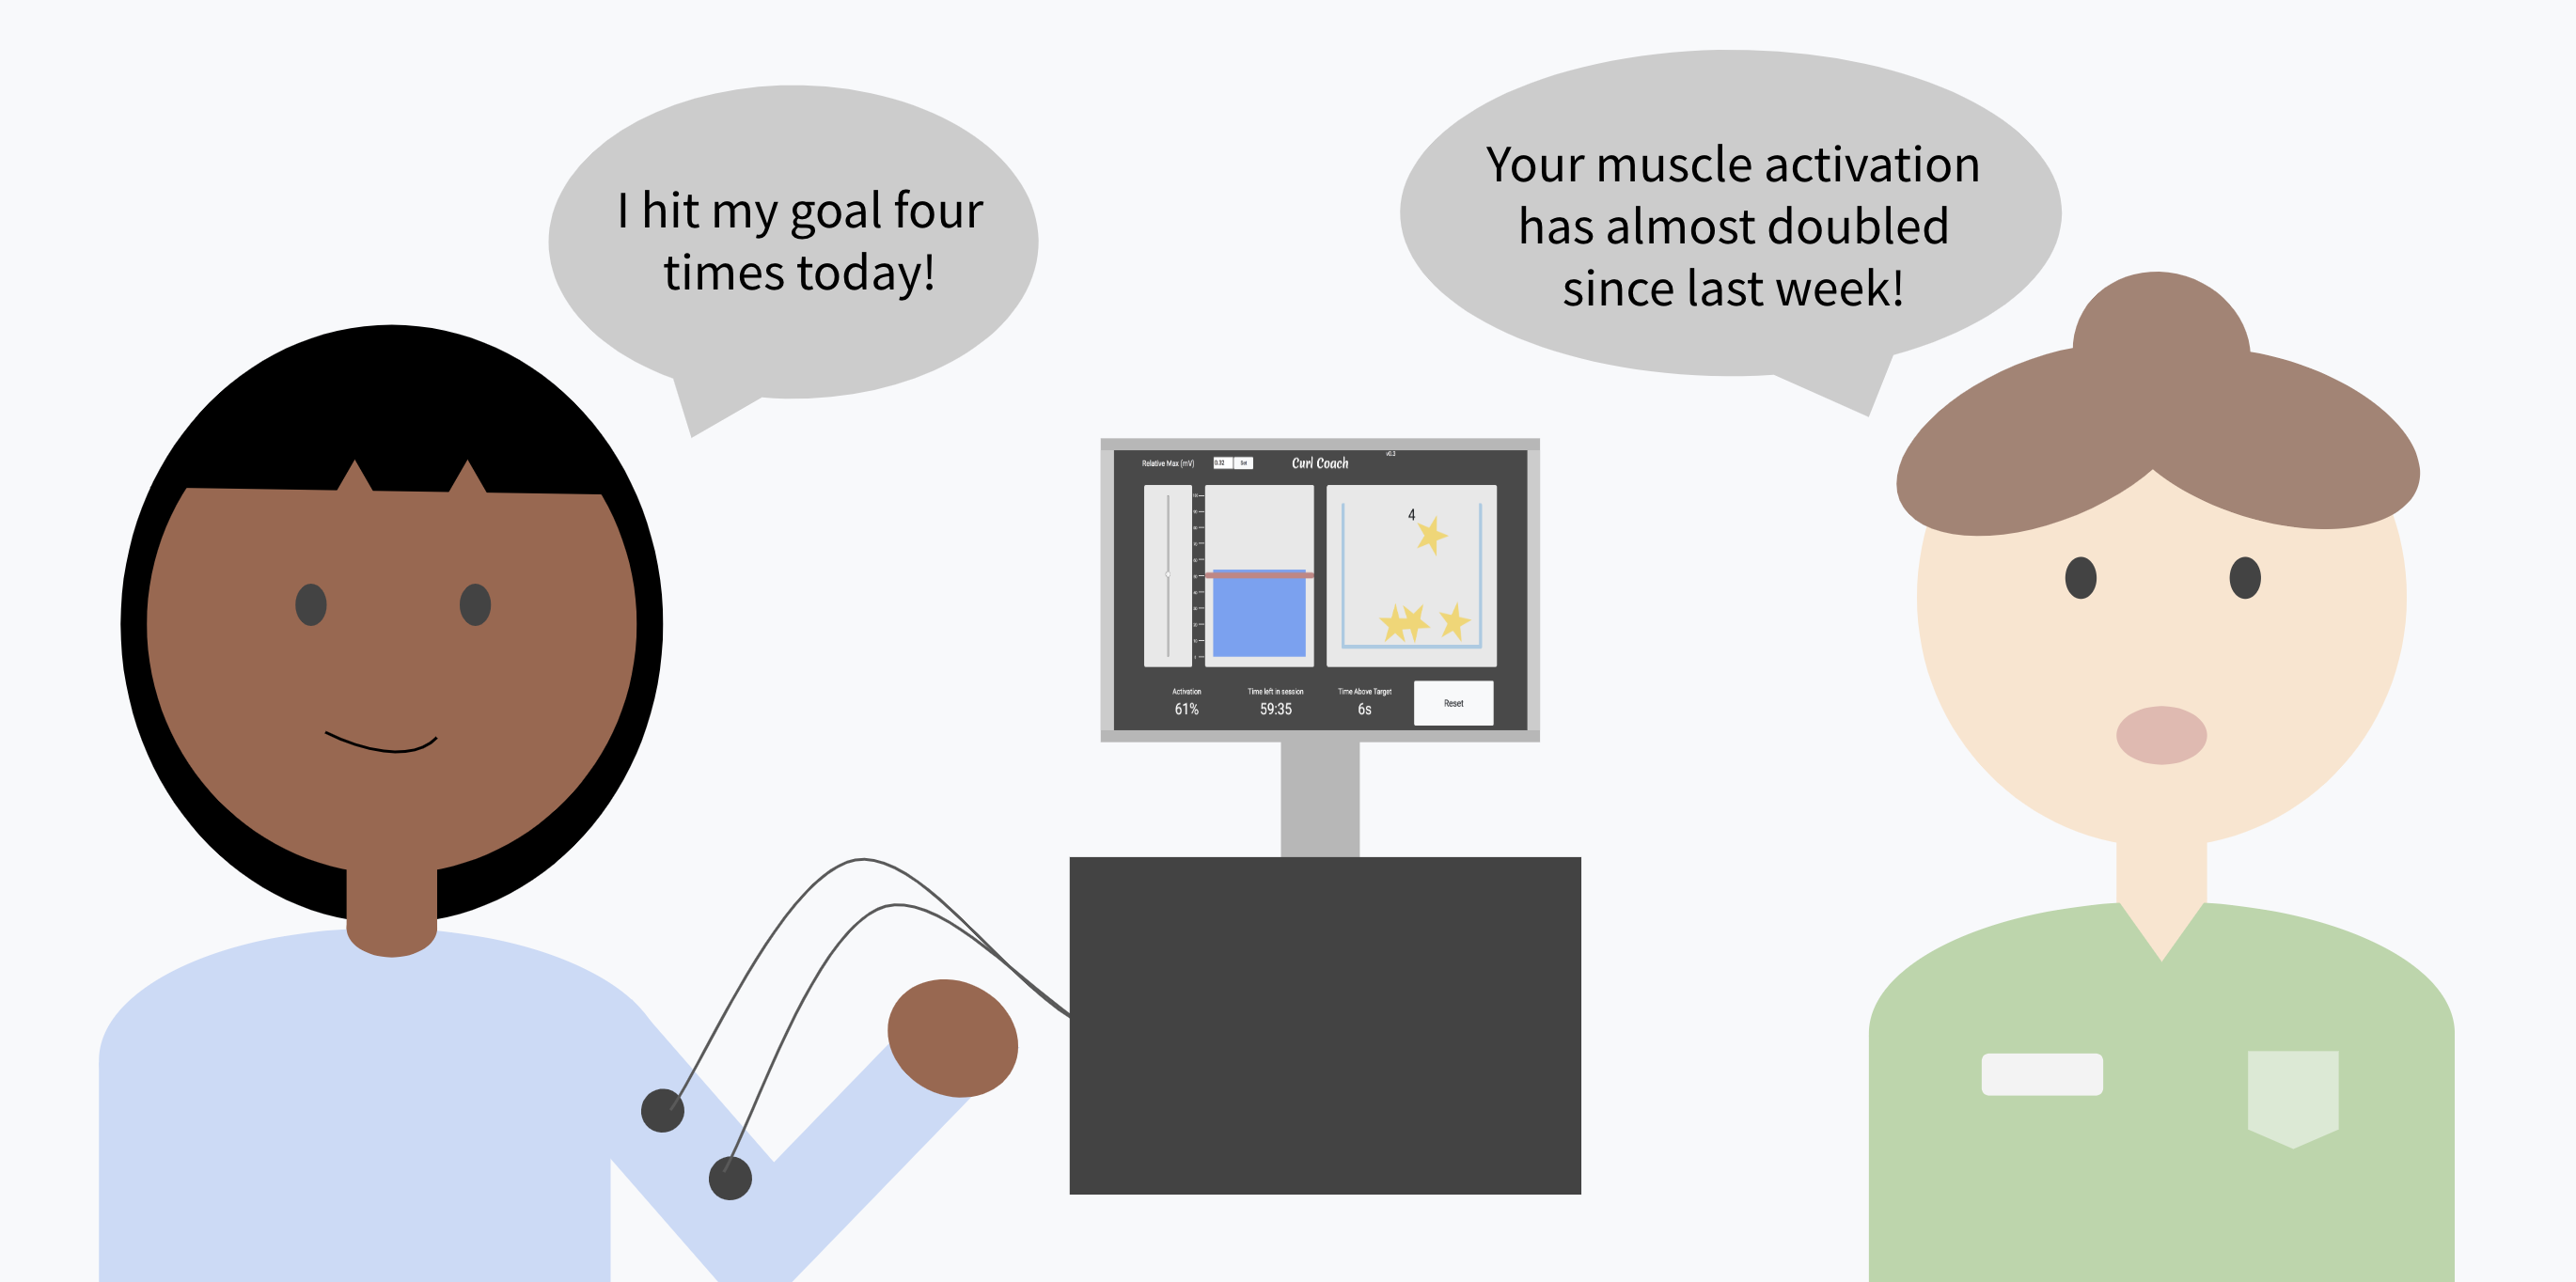 I hit my goal four
times today!
Your muscle activation
has almost doubled
since last week!
Relative Max (mV) 0.32 Set Curl Coach v0.3
4
Activation Time left in session Time Above Target
61% 59:35 6s
Reset